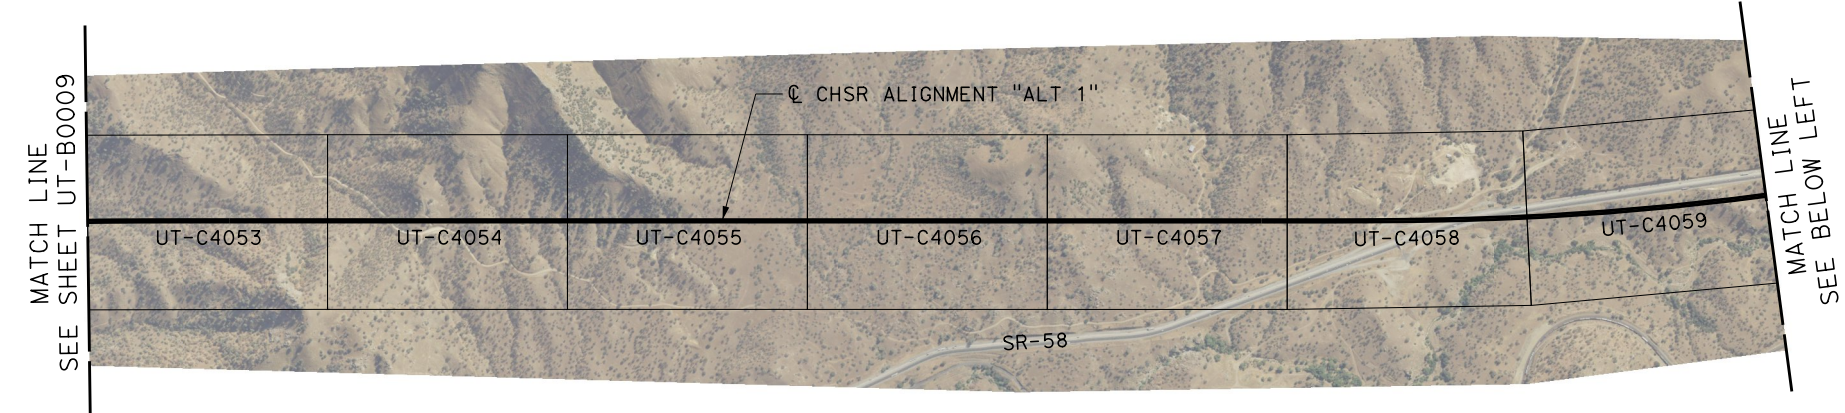 MATCH LINE
SEE SHEET UT-B0009
℄ CHSR ALIGNMENT "ALT 1"
UT-C4053
UT-C4054
UT-C4055
UT-C4056
UT-C4057
UT-C4058
UT-C4059
SR-58
MATCH LINE
SEE BELOW LEFT